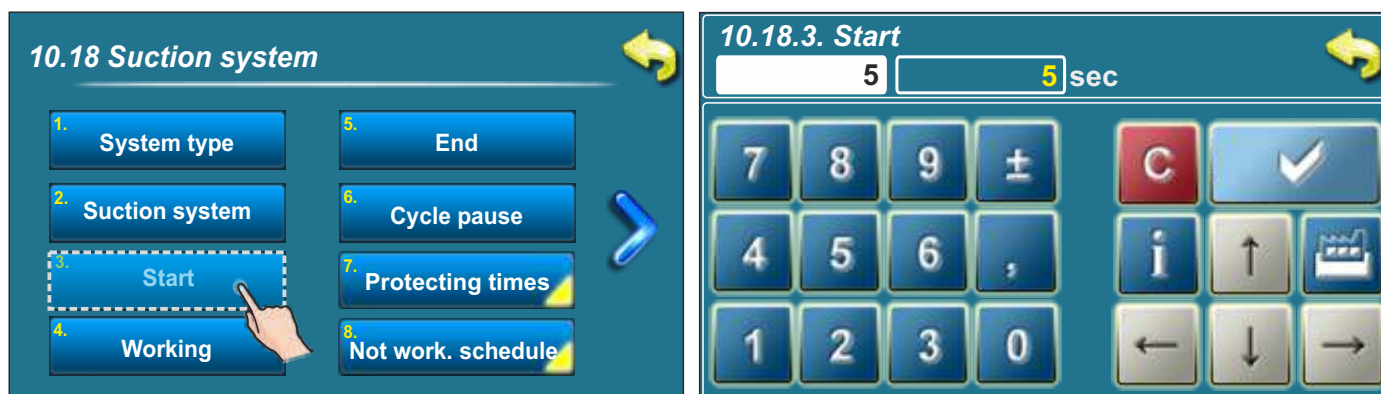 10.18 Suction system
1. System type
2. Suction system
3. Start
4. Working
5. End
6. Cycle pause
7. Protecting times
8. Not work. schedule
10.18.3. Start
5 5 sec
7 8 9 ± C
4 5 6 , i ↑
1 2 3 0 ← ↓ →